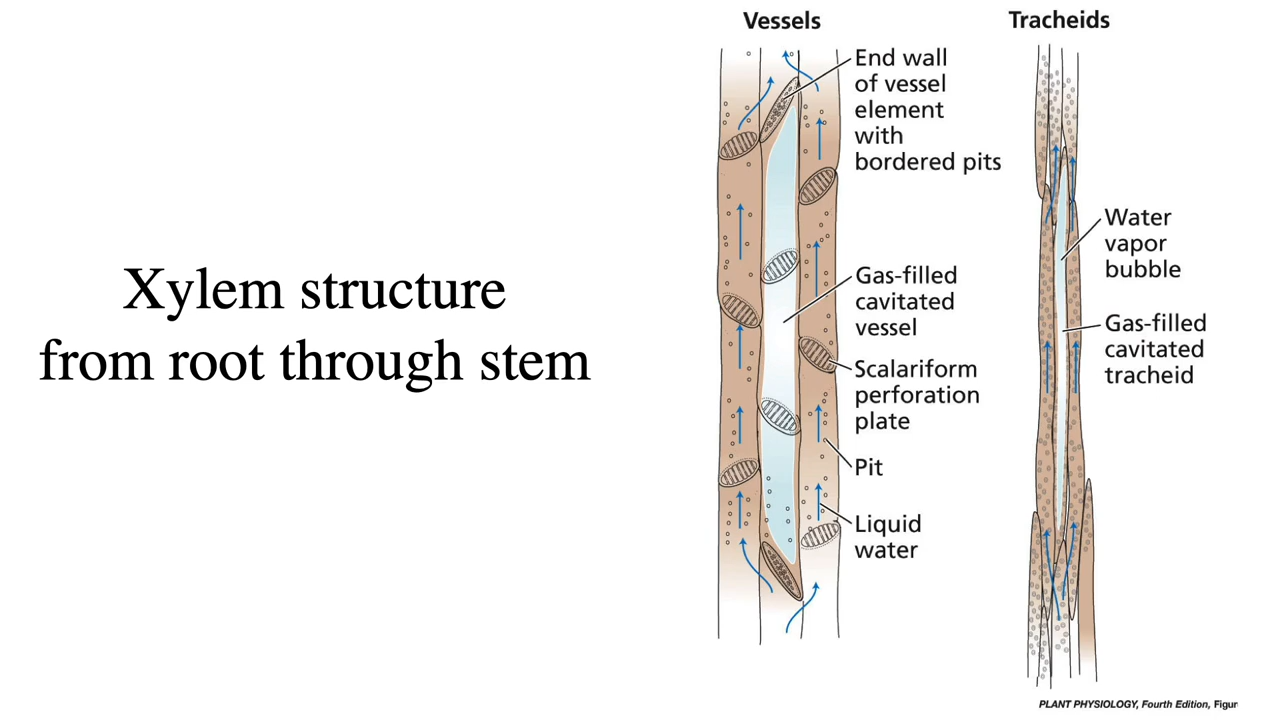 Xylem structure
from root through stem
Vessels
End wall
of vessel
element
with
bordered pits
Gas-filled
cavitated
vessel
Scalariform
perforation
plate
Pit
Liquid
water
Tracheids
Water
vapor
bubble
Gas-filled
cavitated
tracheid
PLANT PHYSIOLOGY, Fourth Edition, Figur